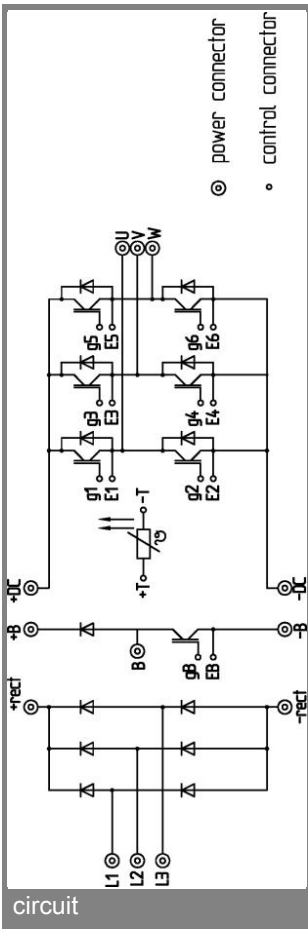 power connector
control connector
U
V
W
g5
E5
g6
E6
g3
E3
g4
E4
g1
E1
g2
E2
+T
-T
ϑ
+DC
-DC
+B
B
gB
EB
-B
+rect
-rect
L1
L2
L3
circuit